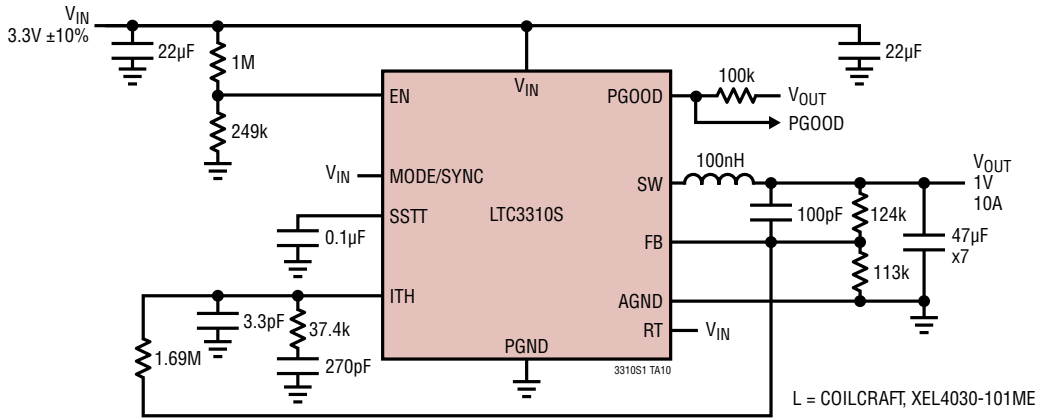 VIN
3.3V ±10%
22µF
1M
249k
VIN
22µF
EN
PGOOD
100k
VOUT
PGOOD
VIN
MODE/SYNC
SSTT
0.1µF
LTC3310S
SW
100nH
VOUT
1V
10A
100pF
124k
47µF
x7
FB
113k
ITH
AGND
3.3pF
37.4k
270pF
1.69M
RT
VIN
PGND
3310S1 TA10
L = COILCRAFT, XEL4030-101ME